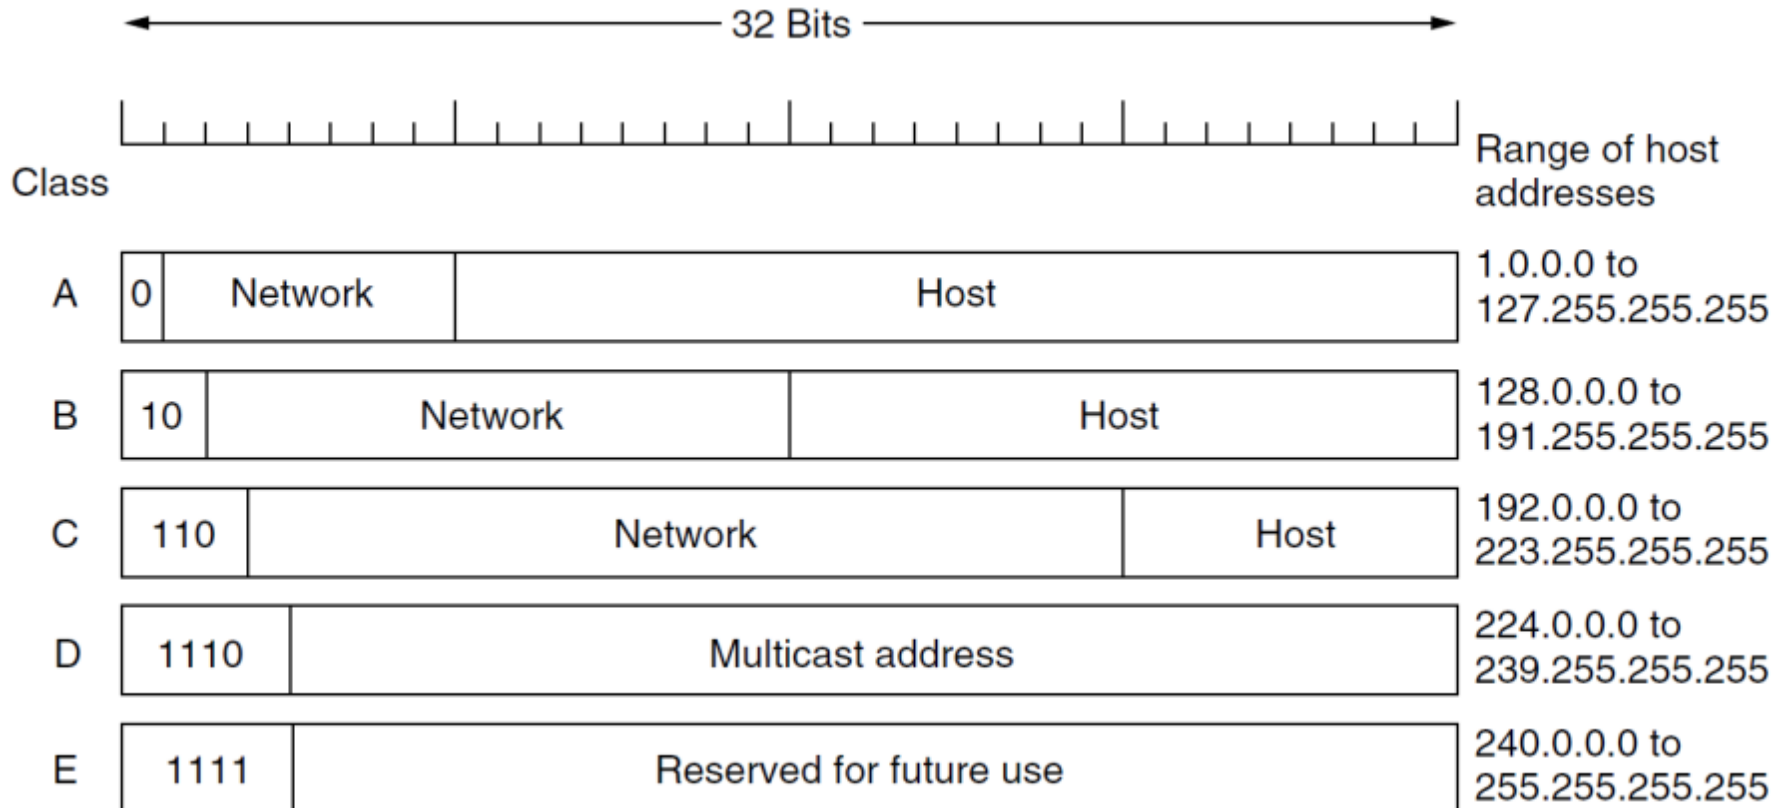 32 Bits
Class
Range of host
addresses
A
0
Network
Host
1.0.0.0 to
127.255.255.255
B
10
Network
Host
128.0.0.0 to
191.255.255.255
C
110
Network
Host
192.0.0.0 to
223.255.255.255
D
1110
Multicast address
224.0.0.0 to
239.255.255.255
E
1111
Reserved for future use
240.0.0.0 to
255.255.255.255